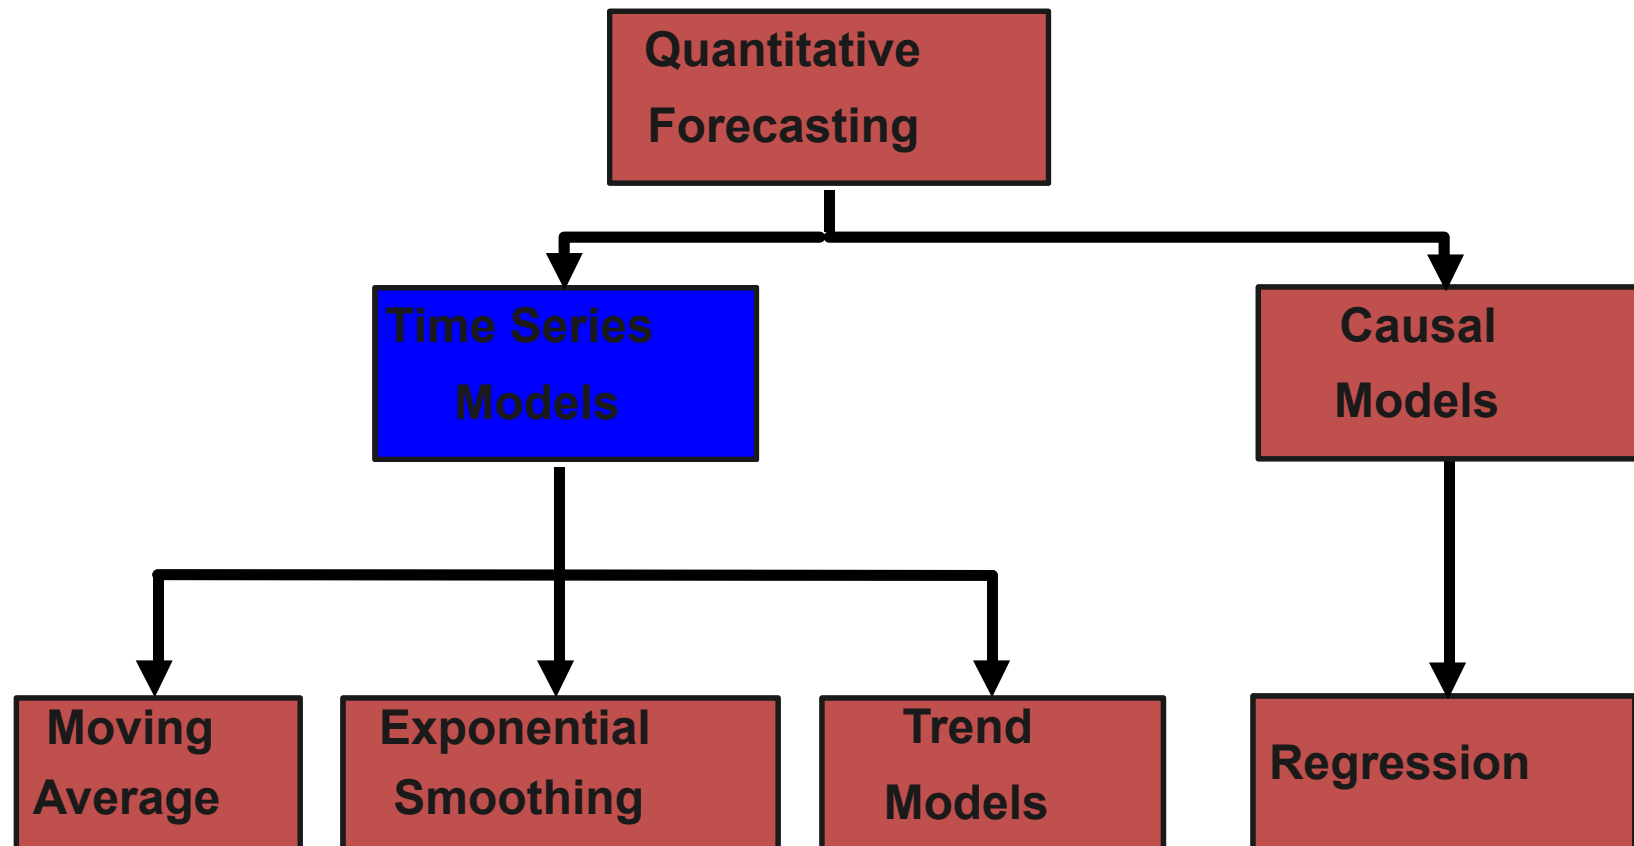 Quantitative
Forecasting
Time Series
Models
Causal
Models
Moving
Average
Exponential
Smoothing
Trend
Models
Regression